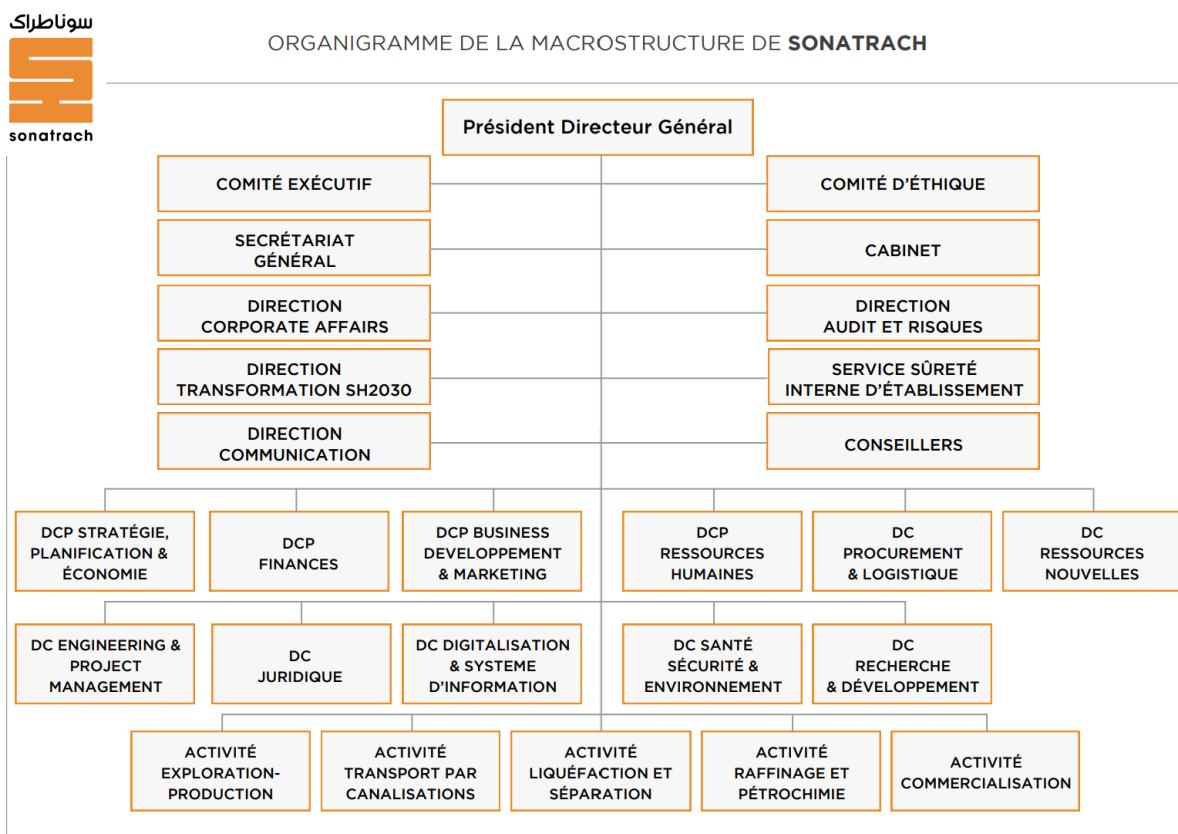 سوناطراك
sonatrach
ORGANIGRAMME DE LA MACROSTRUCTURE DE SONATRACH
Président Directeur Général
COMITÉ EXÉCUTIF
COMITÉ D'ÉTHIQUE
SECRÉTARIAT
GÉNÉRAL
CABINET
DIRECTION
CORPORATE AFFAIRS
DIRECTION
AUDIT ET RISQUES
DIRECTION
TRANSFORMATION SH2030
SERVICE SÛRETÉ
INTERNE D'ÉTABLISSEMENT
DIRECTION
COMMUNICATION
CONSEILLERS
DCP STRATÉGIE,
PLANIFICATION &
ÉCONOMIE
DCP
FINANCES
DCP BUSINESS
DEVELOPPEMENT
& MARKETING
DCP
RESSOURCES
HUMAINES
DC
PROCUREMENT
& LOGISTIQUE
DC
RESSOURCES
NOUVELLES
DC ENGINEERING &
PROJECT
MANAGEMENT
DC
JURIDIQUE
DC DIGITALISATION
& SYSTEME
D'INFORMATION
DC SANTÉ
SÉCURITÉ &
ENVIRONNEMENT
DC
RECHERCHE
& DÉVELOPPEMENT
ACTIVITÉ
EXPLORATION-
PRODUCTION
ACTIVITÉ
TRANSPORT PAR
CANALISATIONS
ACTIVITÉ
LIQUÉFACTION ET
SÉPARATION
ACTIVITÉ
RAFFINAGE ET
PÉTROCHIMIE
ACTIVITÉ
COMMERCIALISATION